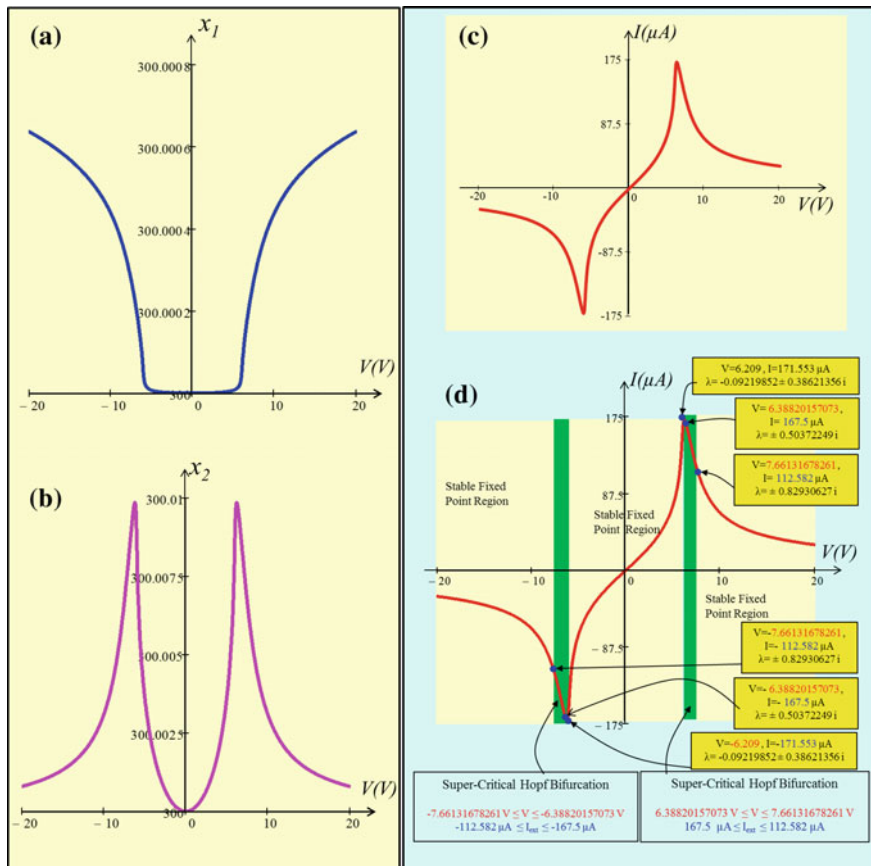 (a)
x1
300.0008
300.0006
300.0004
300.0002
300
V(V)
– 20
– 10
0
10
20
(b)
x2
300.01
300.0075
300.005
300.0025
300
V(V)
– 20
– 10
0
10
20
(c)
I(μA)
175
87.5
-20
-10
0
10
20
V(V)
-87.5
-175
(d)
I(μA)
V=6.209 , I=171.553 μA
λ= -0.09219852 ± 0.38621356 i
175
V= 6.38820157073,
I= 167.5 μA
λ= ± 0.50372249 i
V=7.66131678261,
I= 112.582 μA
λ= ± 0.82930627 i
87.5
Stable Fixed
Point Region
Stable Fixed
Point Region
V(V)
– 20
– 10
0
10
20
Stable Fixed
Point Region
– 87.5
V=-7.66131678261,
I=- 112.582 μA
λ= ± 0.82930627 i
V=- 6.38820157073,
I=- 167.5 μA
λ= ± 0.50372249 i
– 175
V=-6.209, I=-171.553 μA
λ= -0.09219852 ± 0.38621356 i
Super-Critical Hopf Bifurcation
-7.66131678261 V ≤ V ≤ -6.38820157073 V
-112.582 μA ≤ Iext ≤ -167.5 μA
Super-Critical Hopf Bifurcation
6.38820157073 V ≤ V ≤ 7.66131678261 V
167.5 μA ≤ Iext ≤ 112.582 μA